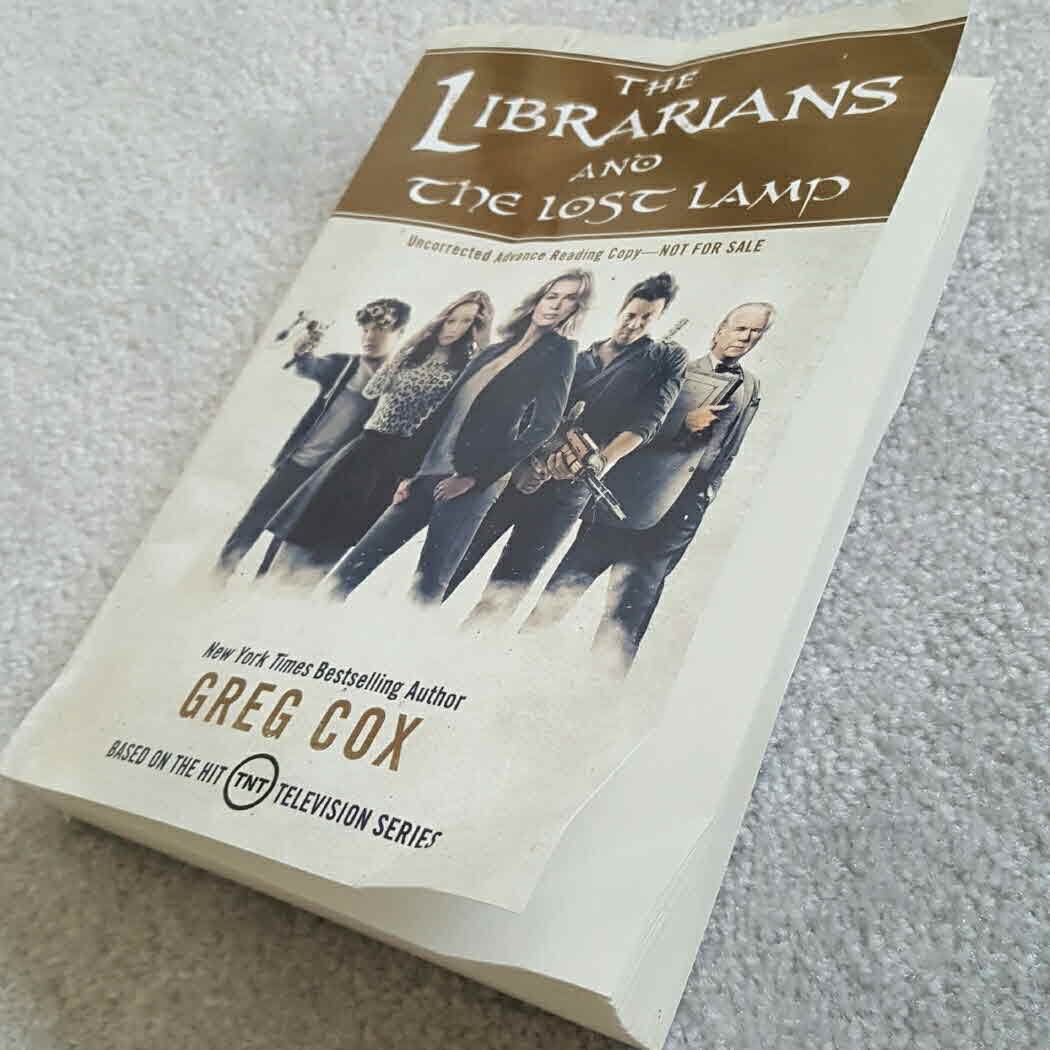 THE
LIBRARIANS
AND
THE LOST LAMP
Uncorrected Advance Reading Copy—NOT FOR SALE
New York Times Bestselling Author
GREG COX
BASED ON THE HIT TNT TELEVISION SERIES